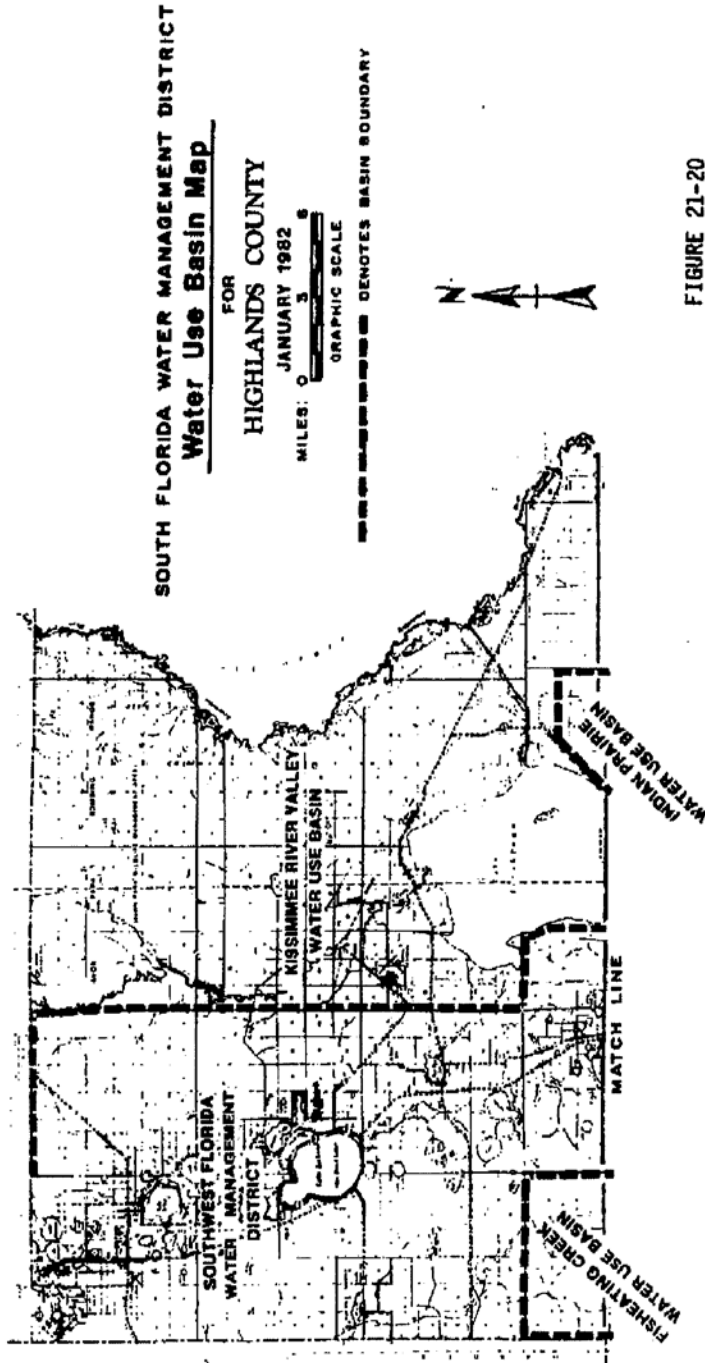 SOUTH FLORIDA WATER MANAGEMENT DISTRICT
Water Use Basin Map
FOR
HIGHLANDS COUNTY
JANUARY 1982
MILES: 0 3 6
GRAPHIC SCALE
DENOTES BASIN BOUNDARY
N
SOUTHWEST FLORIDA
WATER MANAGEMENT
DISTRICT
KISSIMMEE RIVER VALLEY
WATER USE BASIN
FISHEATING CREEK
WATER USE BASIN
INDIAN PRAIRIE
WATER USE BASIN
MATCH LINE
FIGURE 21-20